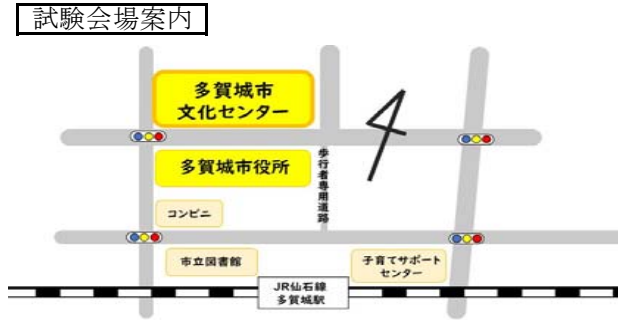 試験会場案内
多賀城市
文化センター
多賀城市役所
歩行者専用道路
コンビニ
市立図書館
子育てサポート
センター
JR仙石線
多賀城駅